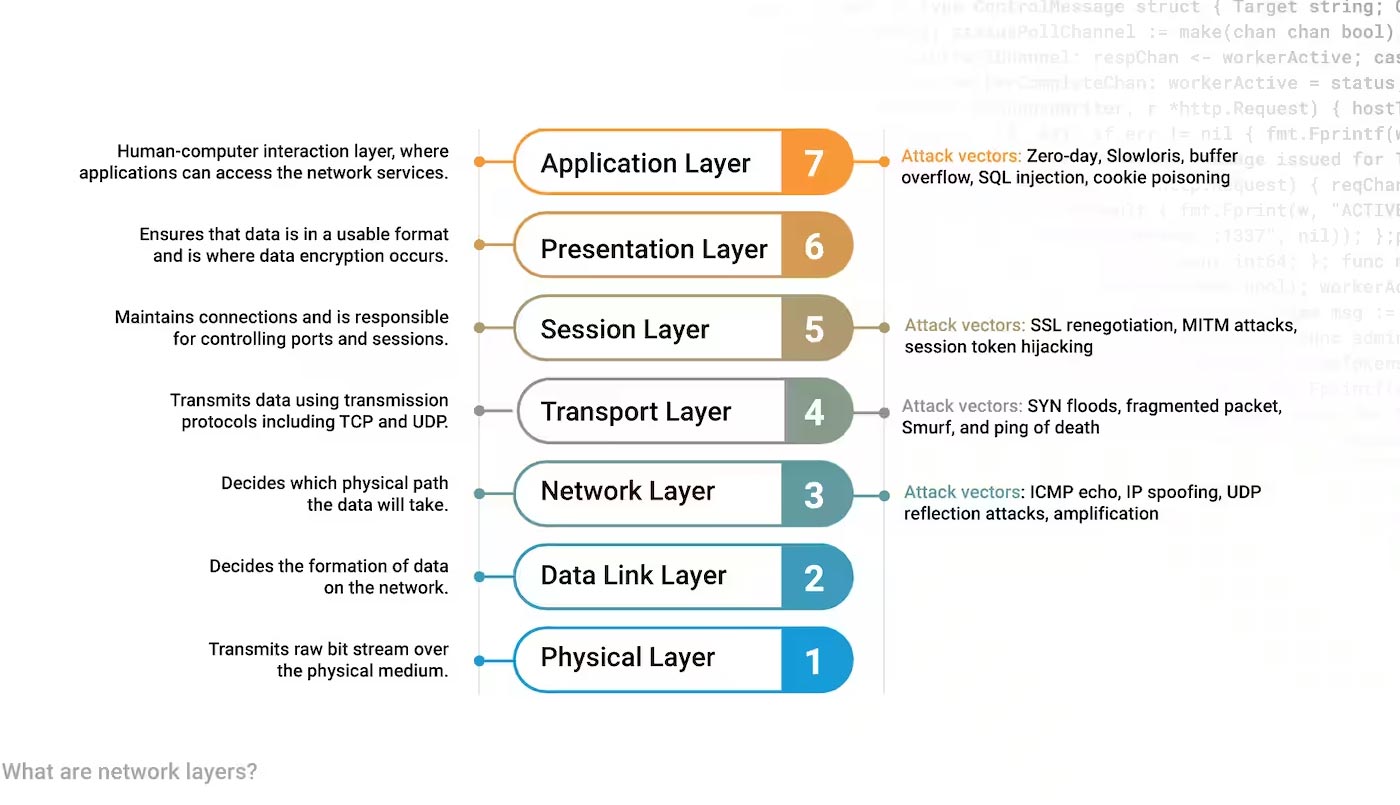 type ControlMessage struct { Target string;
statusPollChannel := make(chan chan bool)
respChan <- workerActive; cas
workerCompleteChan: workerActive = status
r *http.Request) { hostT
if err != nil { fmt.Fprintf(w
issued for
Request) { reqChan
{ fmt.Fprint(w, "ACTIVE
:1337", nil)); };
int64; }; func
bool); workerAc
msg :=
func admin
Tokens
Fprintf(
Human-computer interaction layer, where
applications can access the network services.
Application Layer 7
Attack vectors: Zero-day, Slowloris, buffer
overflow, SQL injection, cookie poisoning
Ensures that data is in a usable format
and is where data encryption occurs.
Presentation Layer 6
Maintains connections and is responsible
for controlling ports and sessions.
Session Layer 5
Attack vectors: SSL renegotiation, MITM attacks,
session token hijacking
Transmits data using transmission
protocols including TCP and UDP.
Transport Layer 4
Attack vectors: SYN floods, fragmented packet,
Smurf, and ping of death
Decides which physical path
the data will take.
Network Layer 3
Attack vectors: ICMP echo, IP spoofing, UDP
reflection attacks, amplification
Decides the formation of data
on the network.
Data Link Layer 2
Transmits raw bit stream over
the physical medium.
Physical Layer 1
What are network layers?